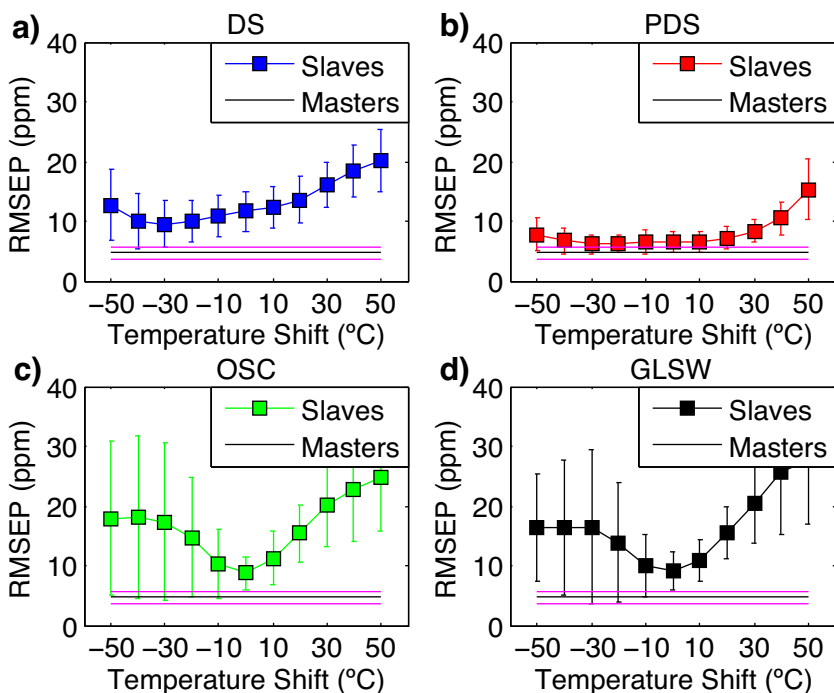 a) DS
40
30
20
10
0
RMSEP (ppm)
Slaves
Masters
−50 −30 −10 10 30 50
Temperature Shift (ºC)
b) PDS
40
30
20
10
0
RMSEP (ppm)
Slaves
Masters
−50 −30 −10 10 30 50
Temperature Shift (ºC)
c) OSC
40
30
20
10
0
RMSEP (ppm)
Slaves
Masters
−50 −30 −10 10 30 50
Temperature Shift (ºC)
d) GLSW
40
30
20
10
0
RMSEP (ppm)
Slaves
Masters
−50 −30 −10 10 30 50
Temperature Shift (ºC)